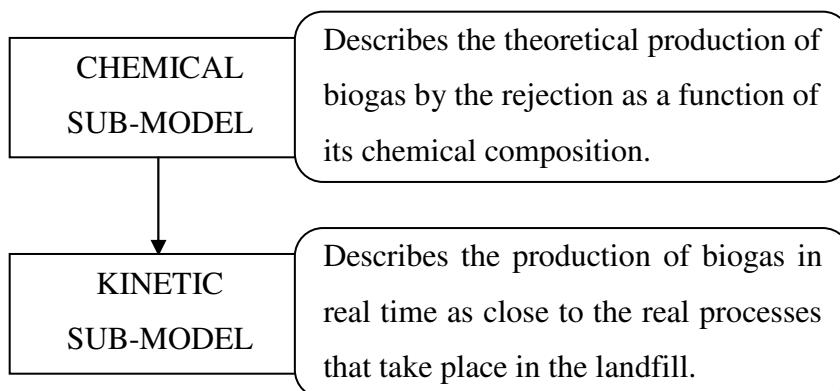 CHEMICAL
SUB-MODEL
Describes the theoretical production of
biogas by the rejection as a function of
its chemical composition.
KINETIC
SUB-MODEL
Describes the production of biogas in
real time as close to the real processes
that take place in the landfill.